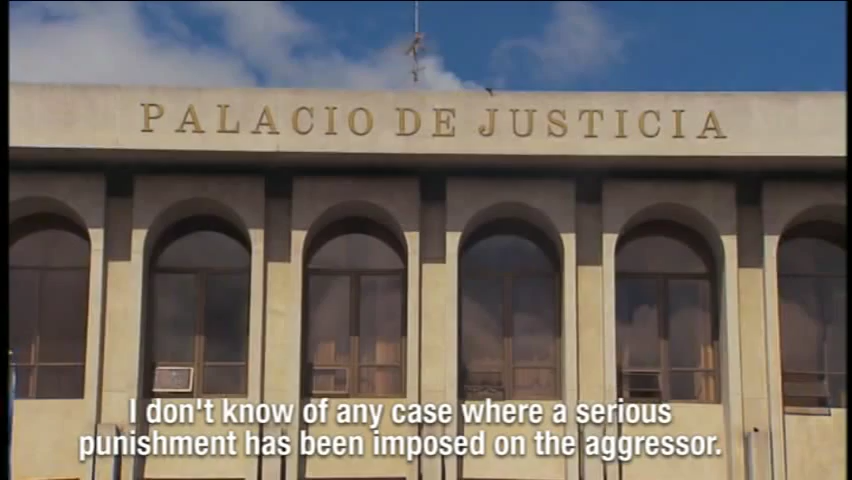 PALACIO DE JUSTICIA
I don't know of any case where a serious
punishment has been imposed on the aggressor.